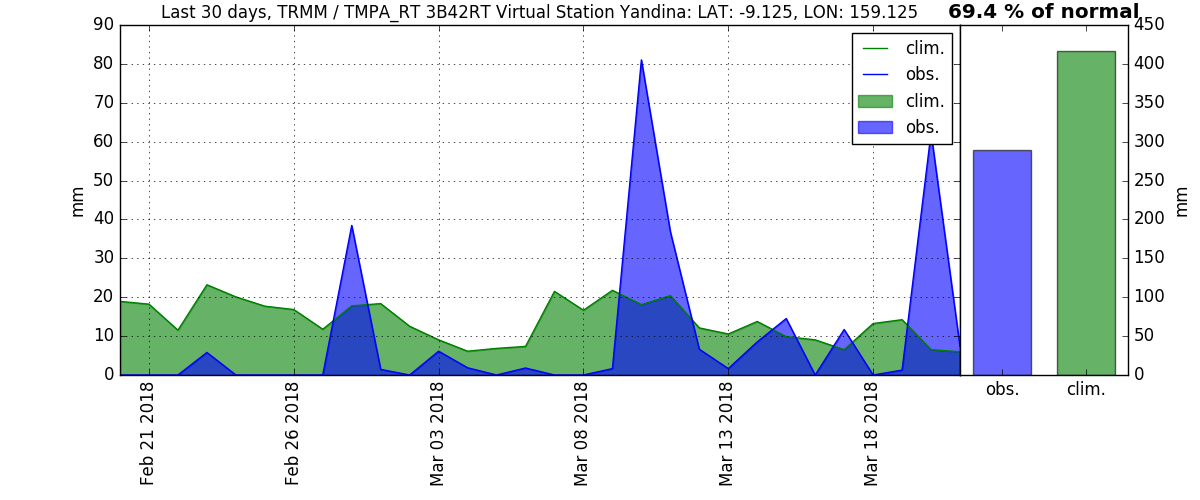 Last 30 days, TRMM / TMPA_RT 3B42RT Virtual Station Yandina: LAT: -9.125, LON: 159.125
69.4 % of normal
90
80
70
60
50
40
30
20
10
0
mm
clim.
obs.
clim.
obs.
450
400
350
300
250
200
150
100
50
0
mm
obs.
clim.
Feb 21 2018
Feb 26 2018
Mar 03 2018
Mar 08 2018
Mar 13 2018
Mar 18 2018